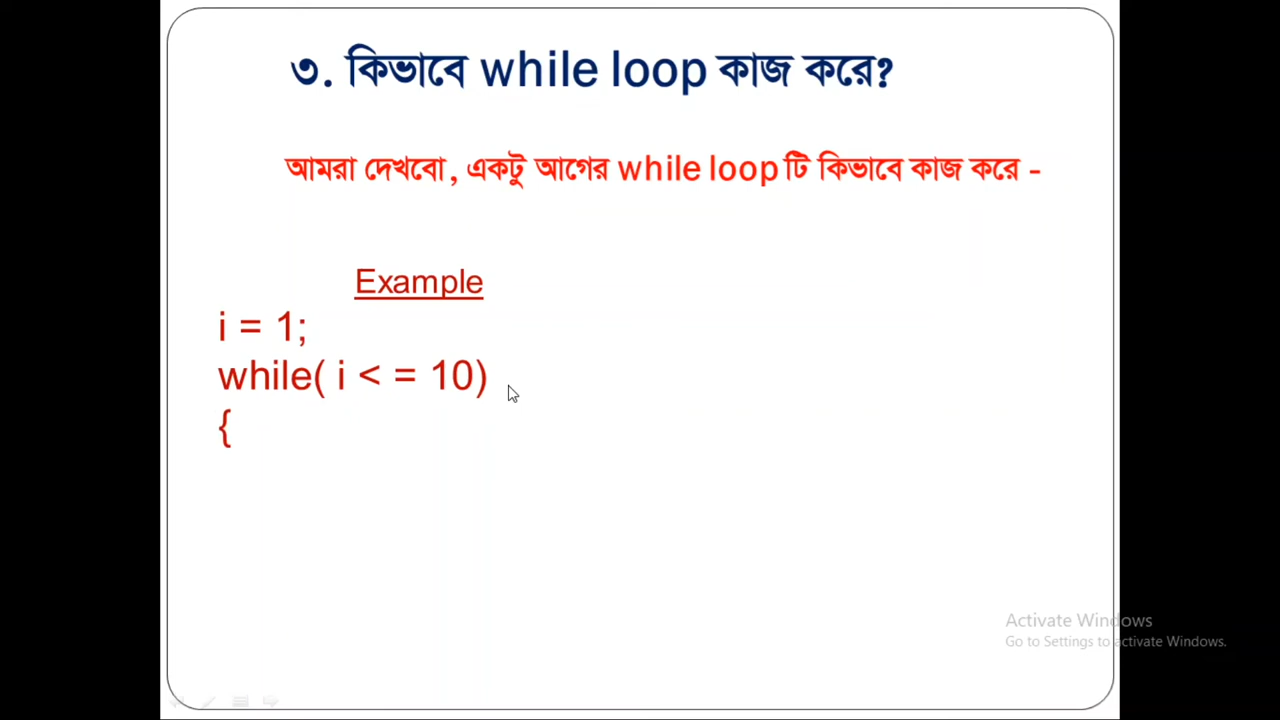 ৩. কিভাবে while loop কাজ করে?
আমরা দেখবো, একটু আগের while loop টি কিভাবে কাজ করে -
Example
i = 1;
while( i < = 10)
{
Activate Windows
Go to Settings to activate Windows.